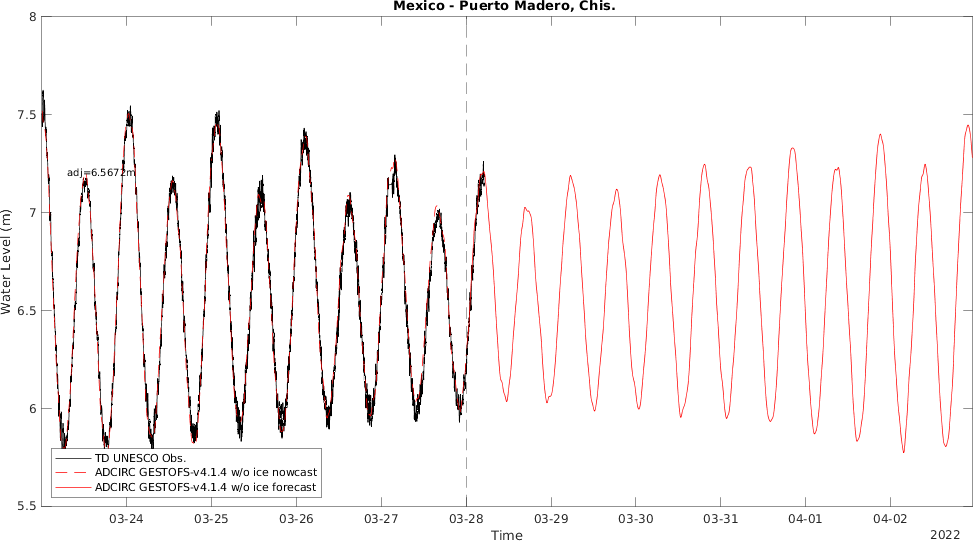 Mexico - Puerto Madero, Chis.
8
7.5
7
6.5
6
5.5
Water Level (m)
adj=6.5672m
TD UNESCO Obs.
ADCIRC GESTOFS-v4.1.4 w/o ice nowcast
ADCIRC GESTOFS-v4.1.4 w/o ice forecast
03-24 03-25 03-26 03-27 03-28 03-29 03-30 03-31 04-01 04-02
Time
2022